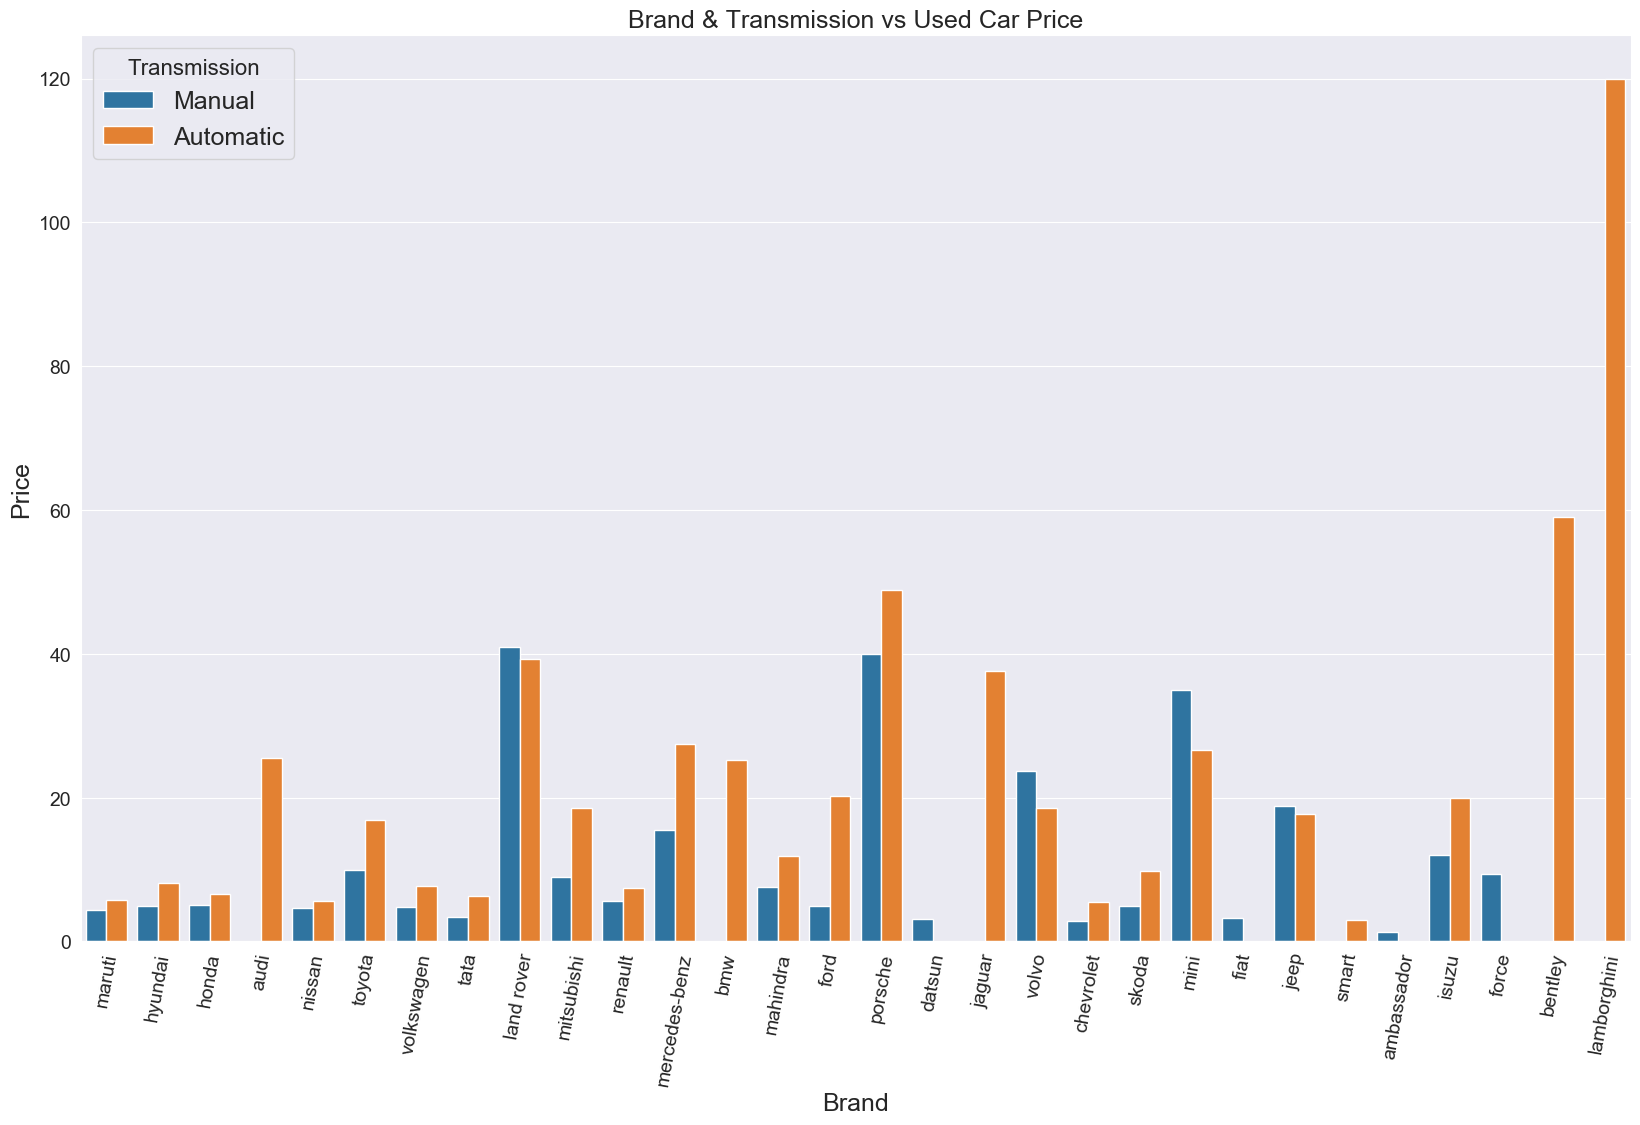 Brand & Transmission vs Used Car Price
Transmission
Manual
Automatic
Price
120
100
80
60
40
20
0
maruti
hyundai
honda
audi
nissan
toyota
volkswagen
tata
land rover
mitsubishi
renault
mercedes-benz
bmw
mahindra
ford
porsche
datsun
jaguar
volvo
chevrolet
skoda
mini
fiat
jeep
smart
ambassador
isuzu
force
bentley
lamborghini
Brand